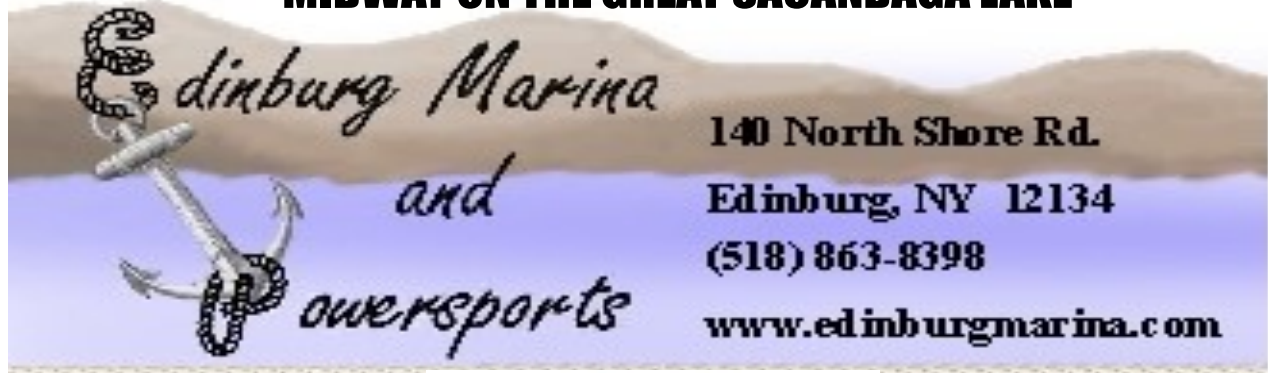 MIDWAY ON THE GREAT SACANDAGA LAKE
Edinburg Marina
and
Powersports
140 North Shore Rd.
Edinburg, NY 12134
(518) 863-8398
www.edinburgmarina.com